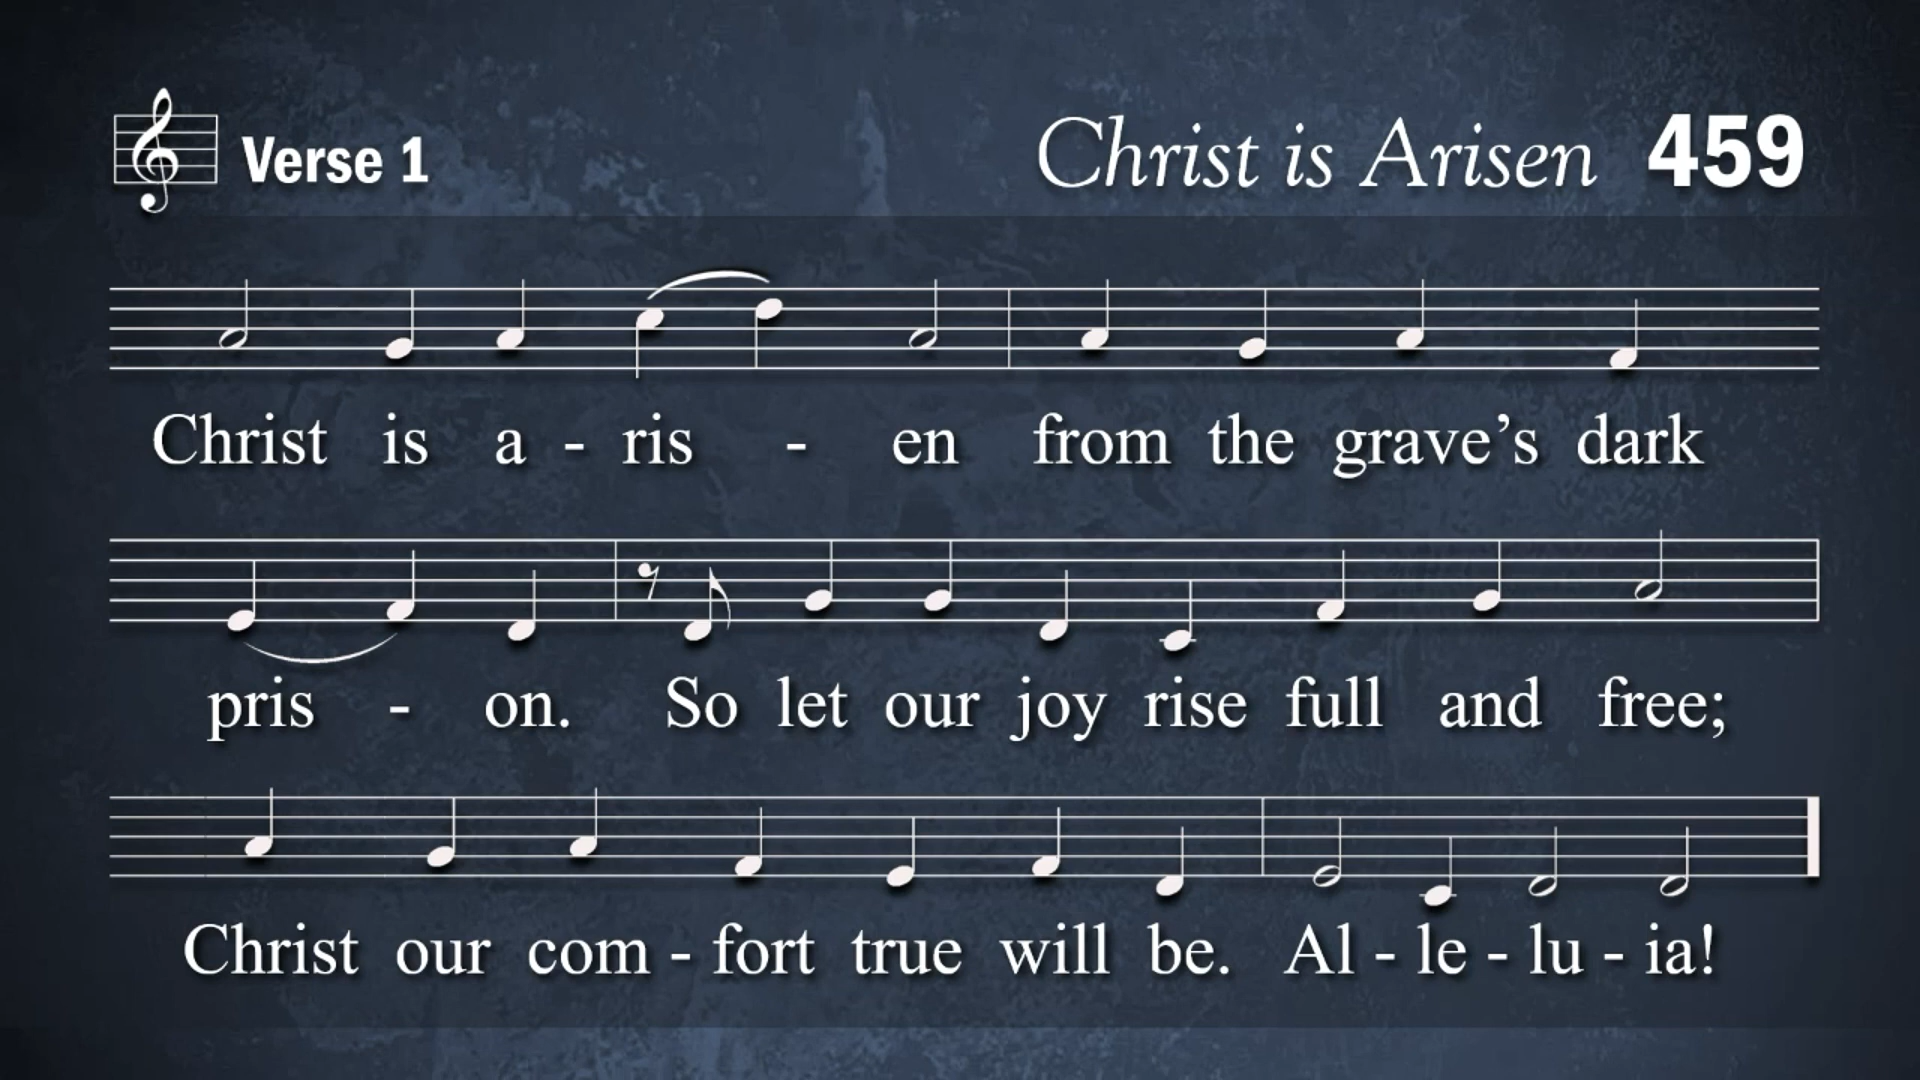 Verse 1
Christ is Arisen 459
Christ is a - ris - en from the grave’s dark
pris - on. So let our joy rise full and free;
Christ our com - fort true will be. Al - le - lu - ia!